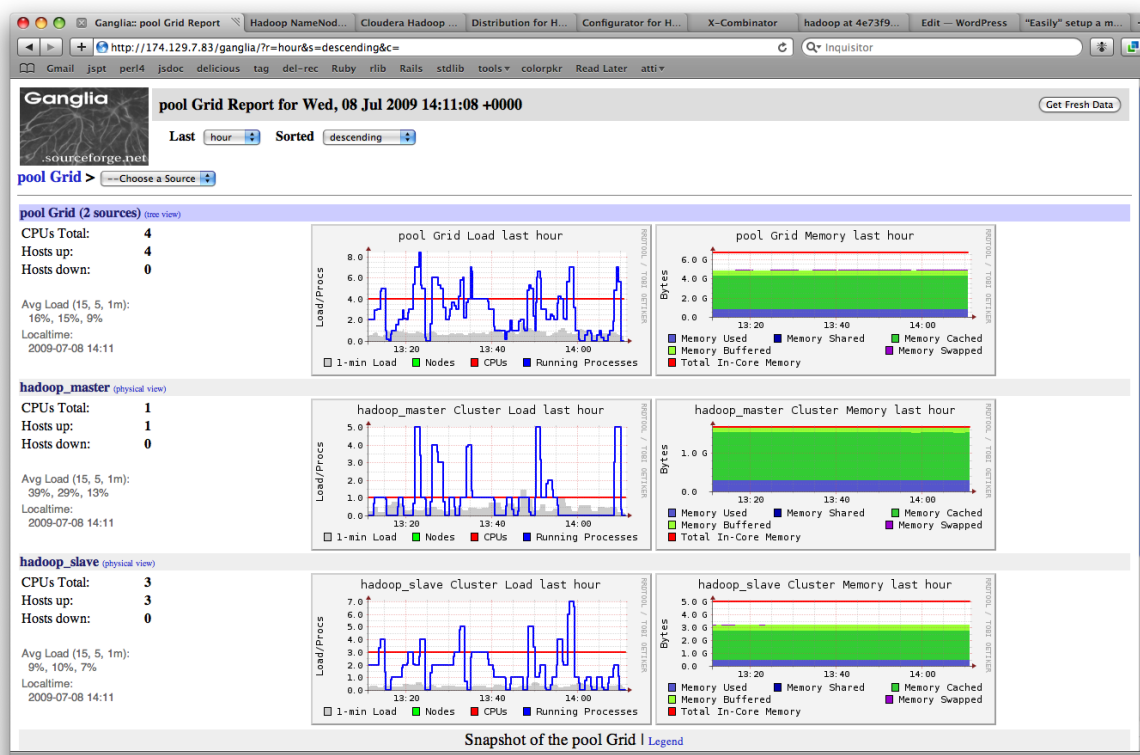 Ganglia:: pool Grid Report
Hadoop NameNod...
Cloudera Hadoop ...
Distribution for H...
Configurator for H...
X-Combinator
hadoop at 4e73f9...
Edit — WordPress
"Easily" setup a m...
http://174.129.7.83/ganglia/?r=hour&s=descending&c=
Inquisitor
Gmail jspt perl4 jsdoc delicious tag del-rec Ruby rlib Rails stdlib tools colorpkr Read Later atti
Ganglia
.sourceforge.net
pool Grid Report for Wed, 08 Jul 2009 14:11:08 +0000
Get Fresh Data
Last hour Sorted descending
pool Grid > --Choose a Source
pool Grid (2 sources) (tree view)
CPUs Total: 4
Hosts up: 4
Hosts down: 0
Avg Load (15, 5, 1m):
16%, 15%, 9%
Localtime:
2009-07-08 14:11
pool Grid Load last hour
Load/Procs
8.0
6.0
4.0
2.0
0.0
13:20 13:40 14:00
1-min Load Nodes CPUs Running Processes
RRDTOOL / TOBI OETIKER
pool Grid Memory last hour
Bytes
6.0 G
4.0 G
2.0 G
0.0
13:20 13:40 14:00
Memory Used Memory Shared Memory Cached
Memory Buffered Memory Swapped
Total In-Core Memory
RRDTOOL / TOBI OETIKER
hadoop_master (physical view)
CPUs Total: 1
Hosts up: 1
Hosts down: 0
Avg Load (15, 5, 1m):
39%, 29%, 13%
Localtime:
2009-07-08 14:11
hadoop_master Cluster Load last hour
Load/Procs
5.0
4.0
3.0
2.0
1.0
0.0
13:20 13:40 14:00
1-min Load Nodes CPUs Running Processes
RRDTOOL / TOBI OETIKER
hadoop_master Cluster Memory last hour
Bytes
1.0 G
0.0
13:20 13:40 14:00
Memory Used Memory Shared Memory Cached
Memory Buffered Memory Swapped
Total In-Core Memory
RRDTOOL / TOBI OETIKER
hadoop_slave (physical view)
CPUs Total: 3
Hosts up: 3
Hosts down: 0
Avg Load (15, 5, 1m):
9%, 10%, 7%
Localtime:
2009-07-08 14:11
hadoop_slave Cluster Load last hour
Load/Procs
7.0
6.0
5.0
4.0
3.0
2.0
1.0
0.0
13:20 13:40 14:00
1-min Load Nodes CPUs Running Processes
RRDTOOL / TOBI OETIKER
hadoop_slave Cluster Memory last hour
Bytes
5.0 G
4.0 G
3.0 G
2.0 G
1.0 G
0.0
13:20 13:40 14:00
Memory Used Memory Shared Memory Cached
Memory Buffered Memory Swapped
Total In-Core Memory
RRDTOOL / TOBI OETIKER
Snapshot of the pool Grid | Legend